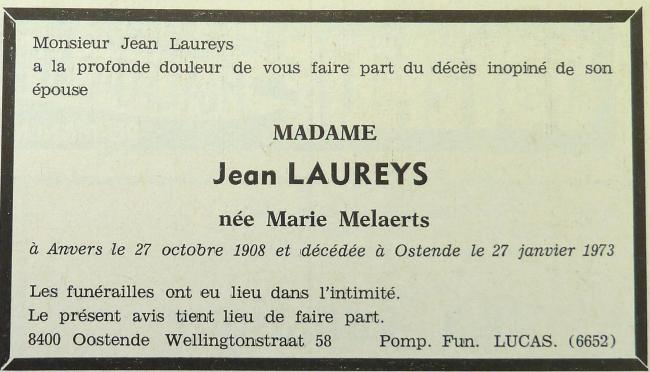 Monsieur Jean Laureys
a la profonde douleur de vous faire part du décès inopiné de son
épouse
MADAME
Jean LAUREYS
née Marie Melaerts
à Anvers le 27 octobre 1908 et décédée à Ostende le 27 janvier 1973
Les funérailles ont eu lieu dans l'intimité.
Le présent avis tient lieu de faire part.
8400 Oostende Wellingtonstraat 58 Pomp. Fun. LUCAS. (6652)